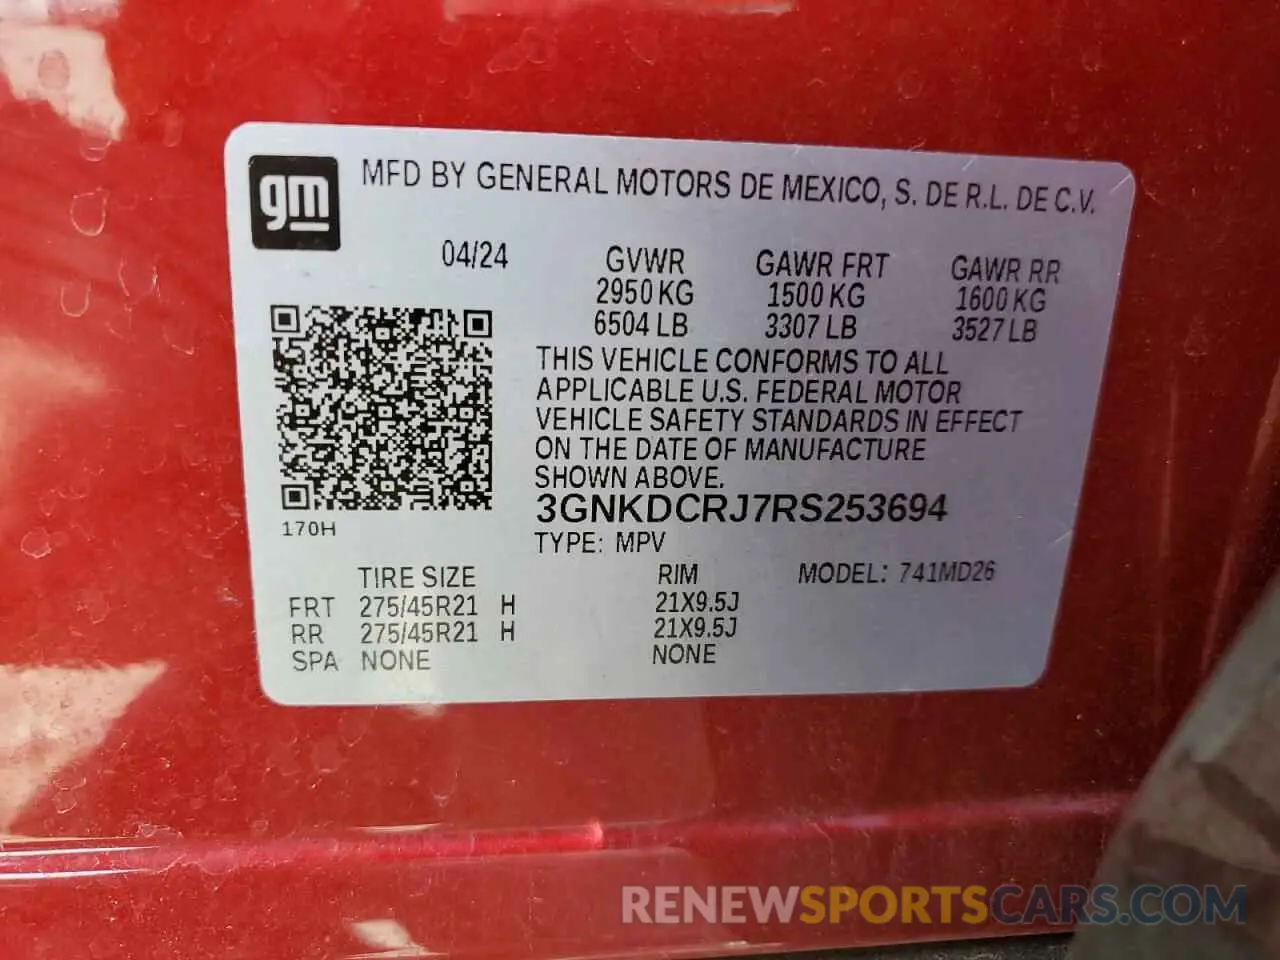 gm
MFD BY GENERAL MOTORS DE MEXICO, S. DE R.L. DE C.V.
04/24 GVWR GAWR FRT GAWR RR
2950 KG 1500 KG 1600 KG
6504 LB 3307 LB 3527 LB
THIS VEHICLE CONFORMS TO ALL
APPLICABLE U.S. FEDERAL MOTOR
VEHICLE SAFETY STANDARDS IN EFFECT
ON THE DATE OF MANUFACTURE
SHOWN ABOVE.
3GNKDCRJ7RS253694
170H
TYPE: MPV
TIRE SIZE RIM MODEL: 741MD26
FRT 275/45R21 H 21X9.5J
RR 275/45R21 H 21X9.5J
SPA NONE NONE
RENEWSPORTSCARS.COM